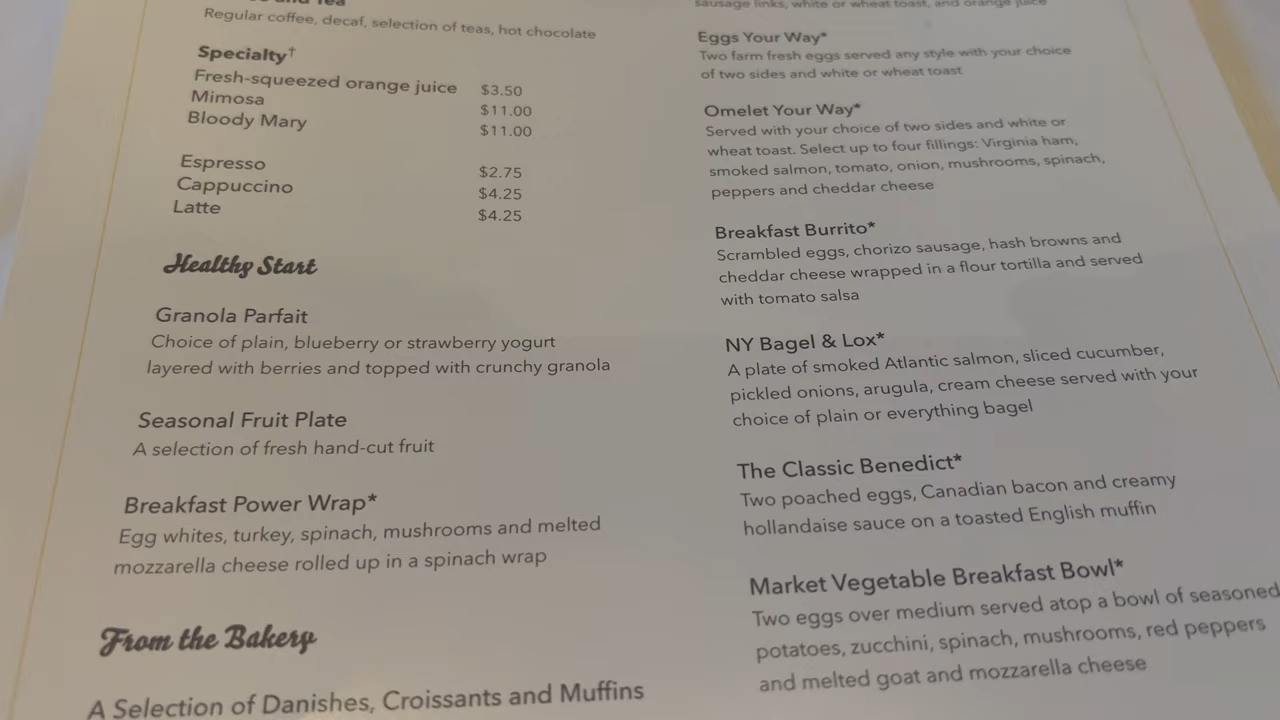 Regular coffee, decaf, selection of teas, hot chocolate
Specialty†
Fresh-squeezed orange juice $3.50
Mimosa $11.00
Bloody Mary $11.00
Espresso $2.75
Cappuccino $4.25
Latte $4.25
Healthy Start
Granola Parfait
Choice of plain, blueberry or strawberry yogurt
layered with berries and topped with crunchy granola
Seasonal Fruit Plate
A selection of fresh hand-cut fruit
Breakfast Power Wrap*
Egg whites, turkey, spinach, mushrooms and melted
mozzarella cheese rolled up in a spinach wrap
From the Bakery
A Selection of Danishes, Croissants and Muffins
sausage links, white or wheat toast, and orange juice
Eggs Your Way*
Two farm fresh eggs served any style with your choice
of two sides and white or wheat toast
Omelet Your Way*
Served with your choice of two sides and white or
wheat toast. Select up to four fillings: Virginia ham,
smoked salmon, tomato, onion, mushrooms, spinach,
peppers and cheddar cheese
Breakfast Burrito*
Scrambled eggs, chorizo sausage, hash browns and
cheddar cheese wrapped in a flour tortilla and served
with tomato salsa
NY Bagel & Lox*
A plate of smoked Atlantic salmon, sliced cucumber,
pickled onions, arugula, cream cheese served with your
choice of plain or everything bagel
The Classic Benedict*
Two poached eggs, Canadian bacon and creamy
hollandaise sauce on a toasted English muffin
Market Vegetable Breakfast Bowl*
Two eggs over medium served atop a bowl of seasoned
potatoes, zucchini, spinach, mushrooms, red peppers
and melted goat and mozzarella cheese